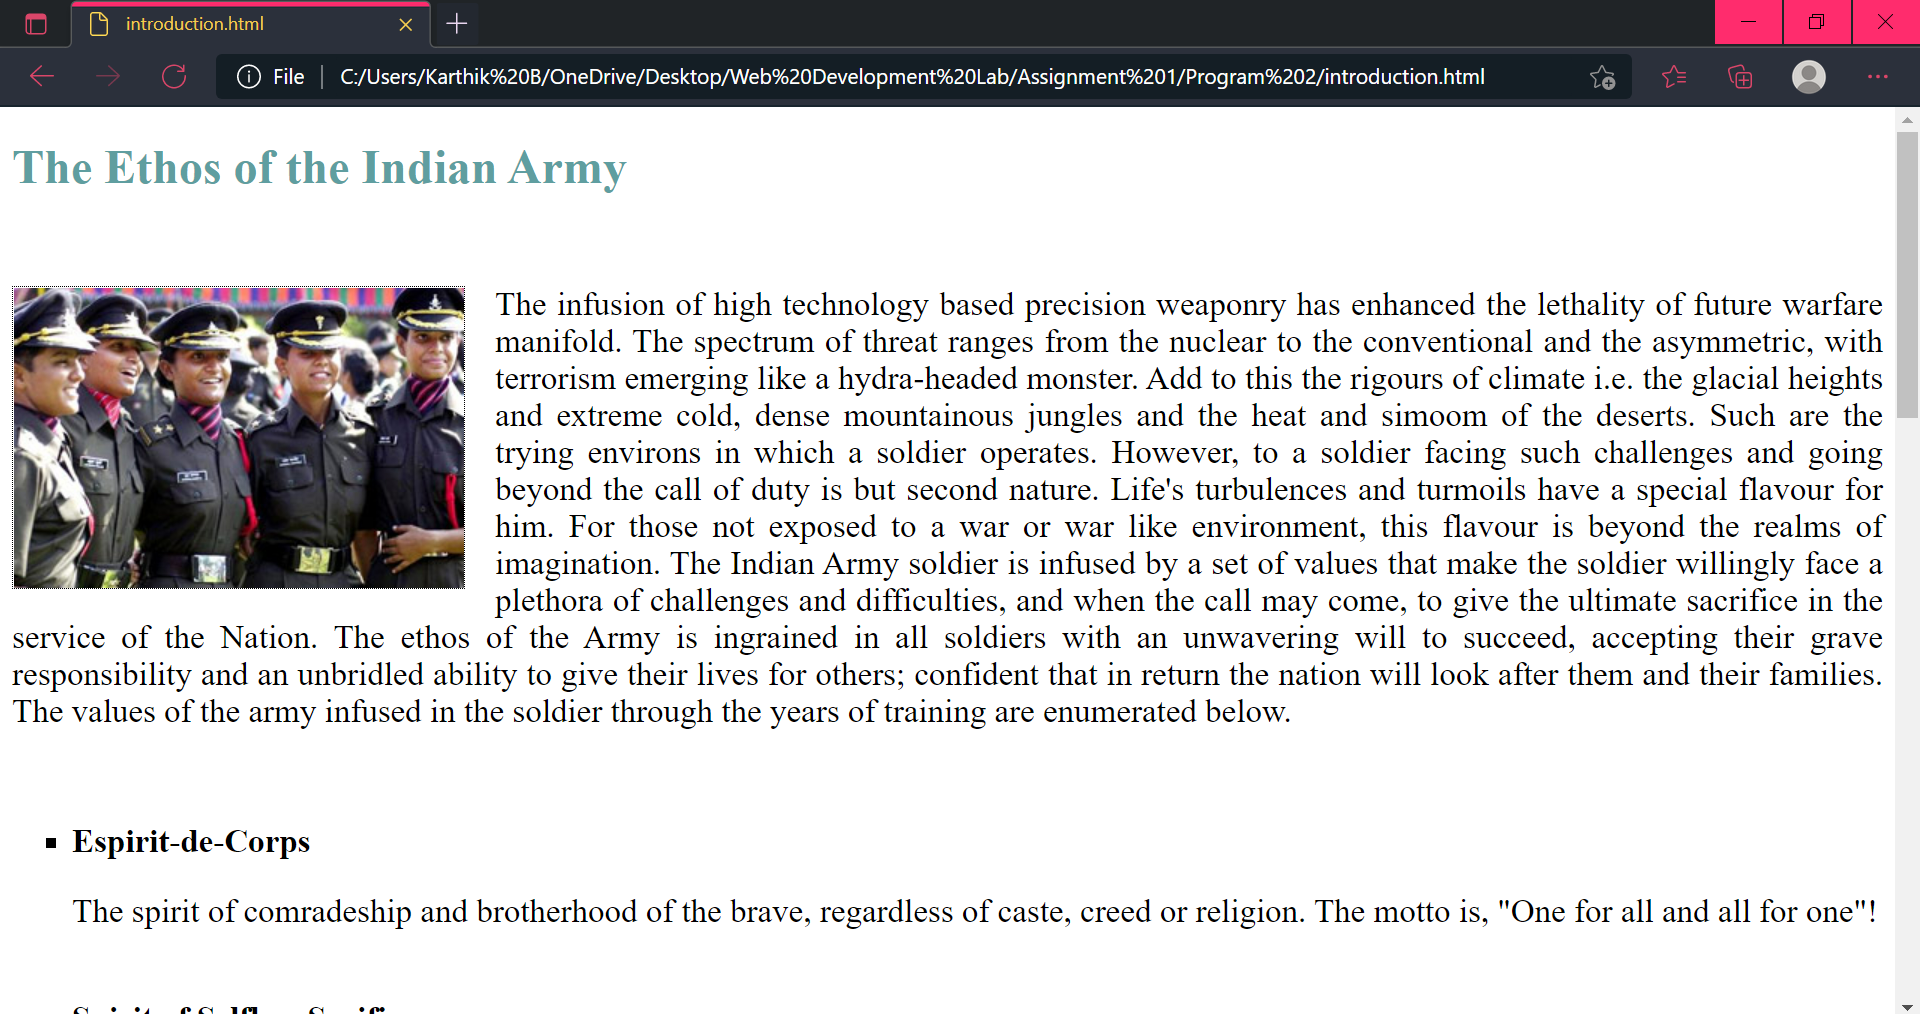 introduction.html
File
C:/Users/Karthik%20B/OneDrive/Desktop/Web%20Development%20Lab/Assignment%201/Program%202/introduction.html
The Ethos of the Indian Army
The infusion of high technology based precision weaponry has enhanced the lethality of future warfare
manifold. The spectrum of threat ranges from the nuclear to the conventional and the asymmetric, with
terrorism emerging like a hydra-headed monster. Add to this the rigours of climate i.e. the glacial heights
and extreme cold, dense mountainous jungles and the heat and simoom of the deserts. Such are the
trying environs in which a soldier operates. However, to a soldier facing such challenges and going
beyond the call of duty is but second nature. Life's turbulences and turmoils have a special flavour for
him. For those not exposed to a war or war like environment, this flavour is beyond the realms of
imagination. The Indian Army soldier is infused by a set of values that make the soldier willingly face a
plethora of challenges and difficulties, and when the call may come, to give the ultimate sacrifice in the
service of the Nation. The ethos of the Army is ingrained in all soldiers with an unwavering will to succeed, accepting their grave
responsibility and an unbridled ability to give their lives for others; confident that in return the nation will look after them and their families.
The values of the army infused in the soldier through the years of training are enumerated below.
Espirit-de-Corps
The spirit of comradeship and brotherhood of the brave, regardless of caste, creed or religion. The motto is, "One for all and all for one"!